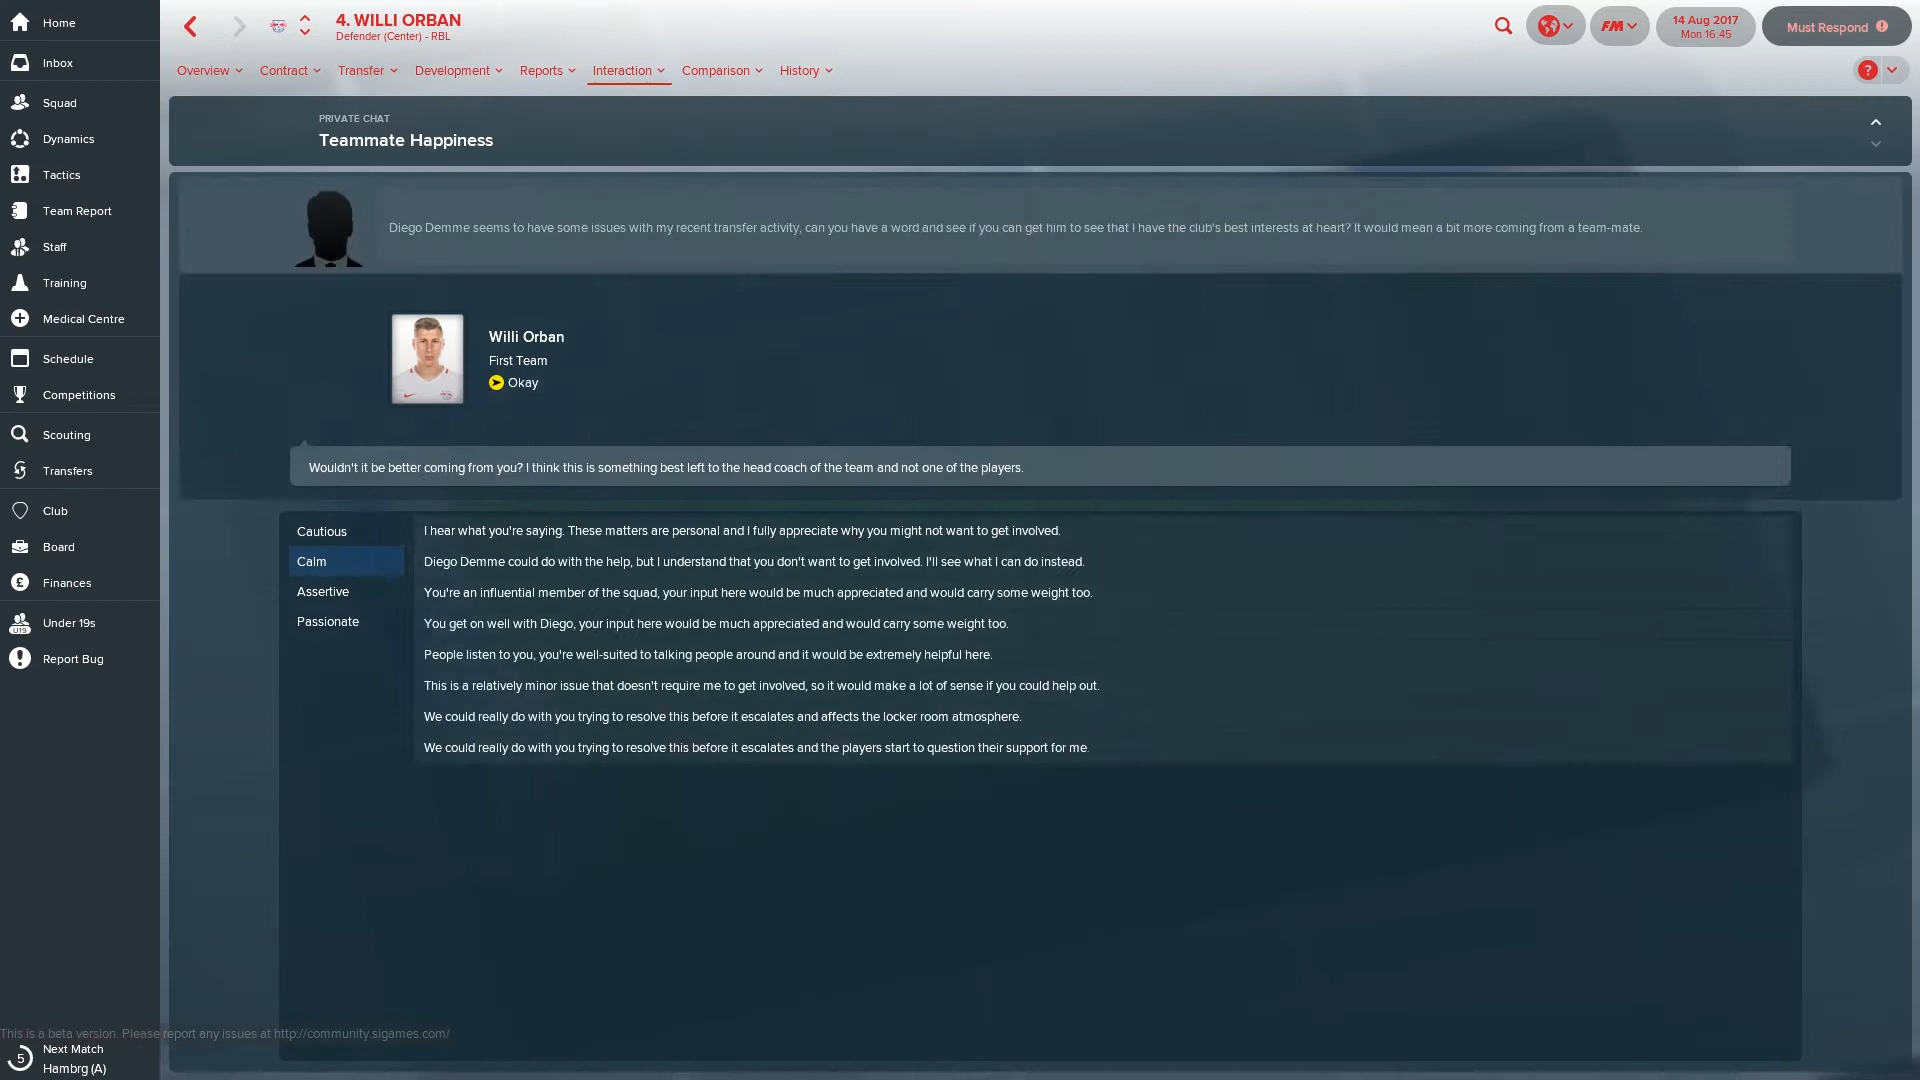 Home
Inbox
Squad
Dynamics
Tactics
Team Report
Staff
Training
Medical Centre
Schedule
Competitions
Scouting
Transfers
Club
Board
Finances
U19
Under 19s
Report Bug
4. WILLI ORBAN
Defender (Center) - RBL
FM
14 Aug 2017
Mon 16:45
Must Respond
Overview
Contract
Transfer
Development
Reports
Interaction
Comparison
History
?
PRIVATE CHAT
Teammate Happiness
Diego Demme seems to have some issues with my recent transfer activity, can you have a word and see if you can get him to see that I have the club's best interests at heart? It would mean a bit more coming from a team-mate.
Willi Orban
First Team
Okay
Wouldn't it be better coming from you? I think this is something best left to the head coach of the team and not one of the players.
Cautious
Calm
Assertive
Passionate
I hear what you're saying. These matters are personal and I fully appreciate why you might not want to get involved.
Diego Demme could do with the help, but I understand that you don't want to get involved. I'll see what I can do instead.
You're an influential member of the squad, your input here would be much appreciated and would carry some weight too.
You get on well with Diego, your input here would be much appreciated and would carry some weight too.
People listen to you, you're well-suited to talking people around and it would be extremely helpful here.
This is a relatively minor issue that doesn't require me to get involved, so it would make a lot of sense if you could help out.
We could really do with you trying to resolve this before it escalates and affects the locker room atmosphere.
We could really do with you trying to resolve this before it escalates and the players start to question their support for me.
This is a beta version. Please report any issues at http://community.sigames.com/
5
Next Match
Hambrg (A)